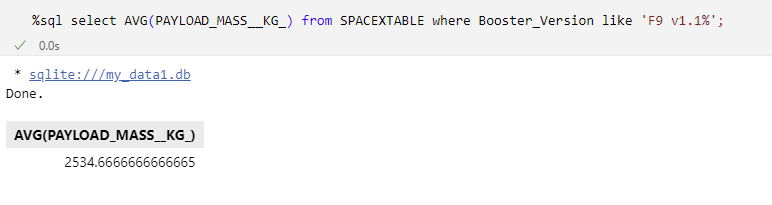 %sql select AVG(PAYLOAD_MASS__KG_) from SPACEXTABLE where Booster_Version like 'F9 v1.1%';
0.0s
* sqlite:///my_data1.db
Done.
AVG(PAYLOAD_MASS__KG_)
2534.6666666666665